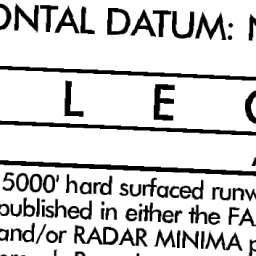 ONTAL DATUM:
L E
5000' hard surfaced runw
published in either the FA
and/or RADAR MINIMA p